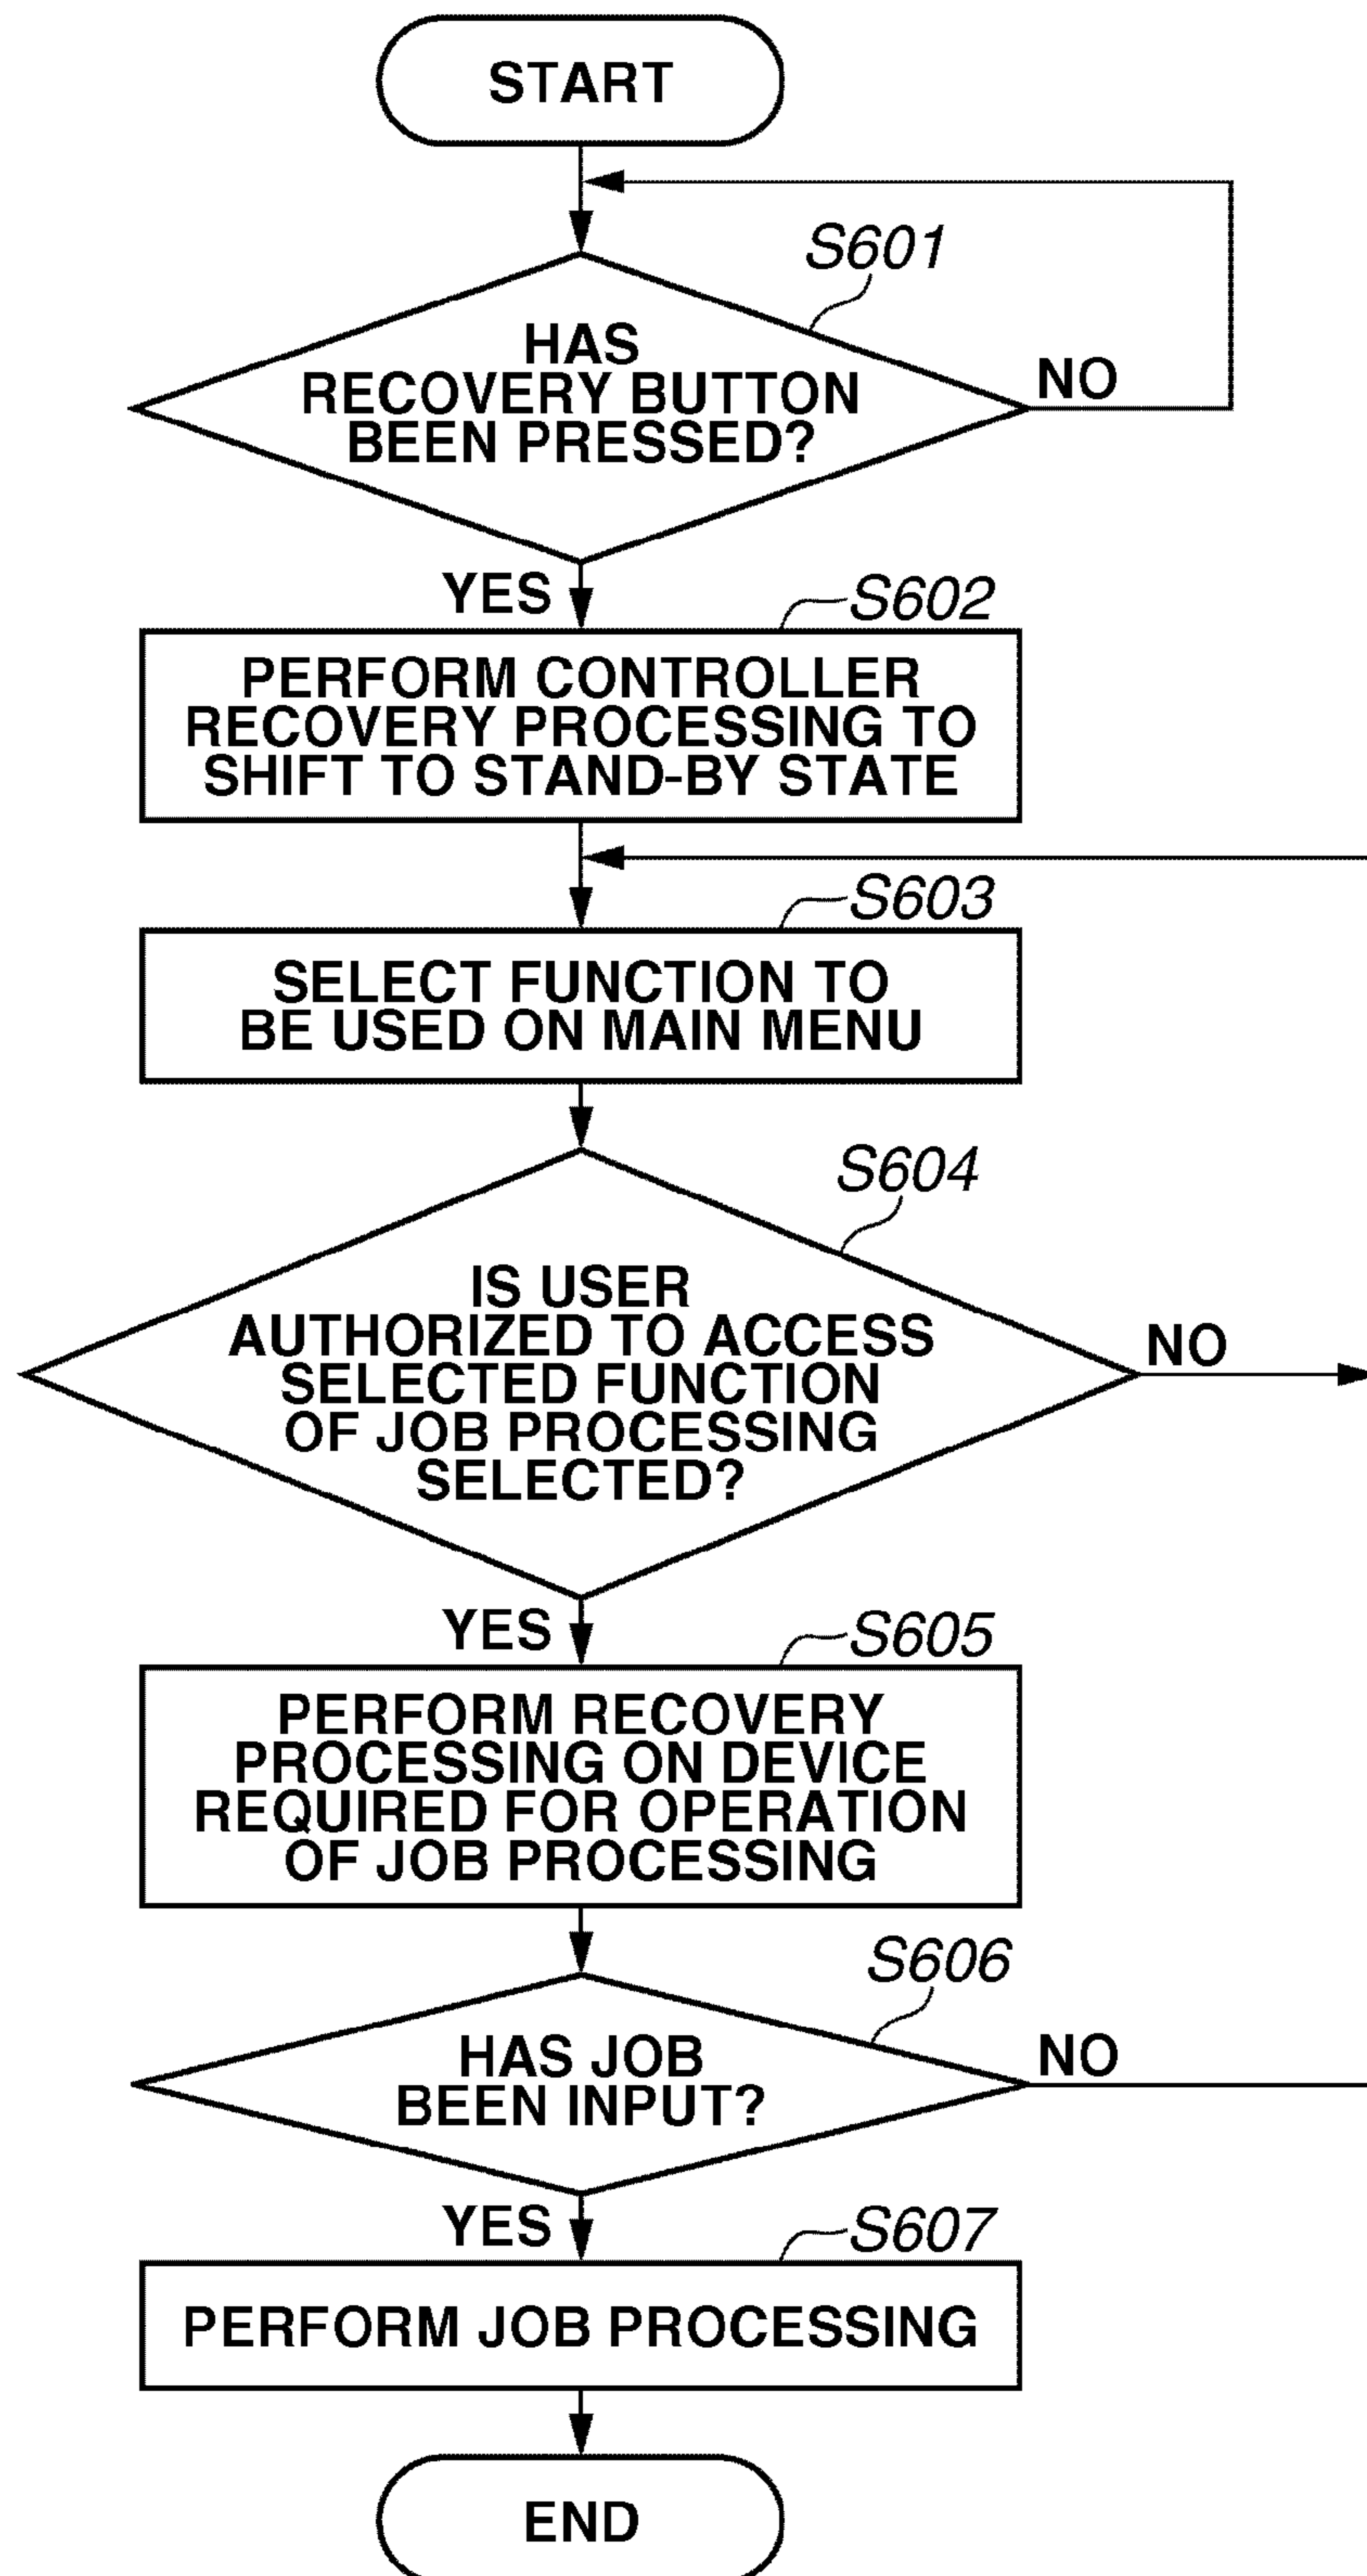 START
S601
HAS
RECOVERY BUTTON
BEEN PRESSED?
NO
YES
S602
PERFORM CONTROLLER
RECOVERY PROCESSING TO
SHIFT TO STAND-BY STATE
S603
SELECT FUNCTION TO
BE USED ON MAIN MENU
S604
IS USER
AUTHORIZED TO ACCESS
SELECTED FUNCTION
OF JOB PROCESSING
SELECTED?
NO
YES
S605
PERFORM RECOVERY
PROCESSING ON DEVICE
REQUIRED FOR OPERATION
OF JOB PROCESSING
S606
HAS JOB
BEEN INPUT?
NO
YES
S607
PERFORM JOB PROCESSING
END